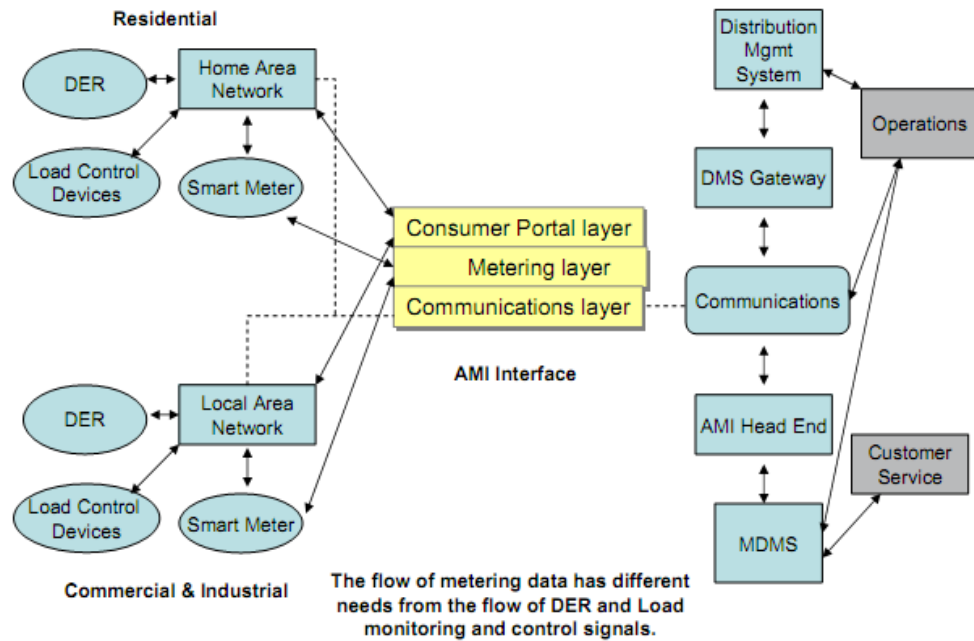 Residential
DER
Home Area
Network
Load Control
Devices
Smart Meter
Consumer Portal layer
Metering layer
Communications layer
AMI Interface
DER
Local Area
Network
Load Control
Devices
Smart Meter
Commercial & Industrial
The flow of metering data has different
needs from the flow of DER and Load
monitoring and control signals.
Distribution
Mgmt
System
Operations
DMS Gateway
Communications
AMI Head End
Customer
Service
MDMS